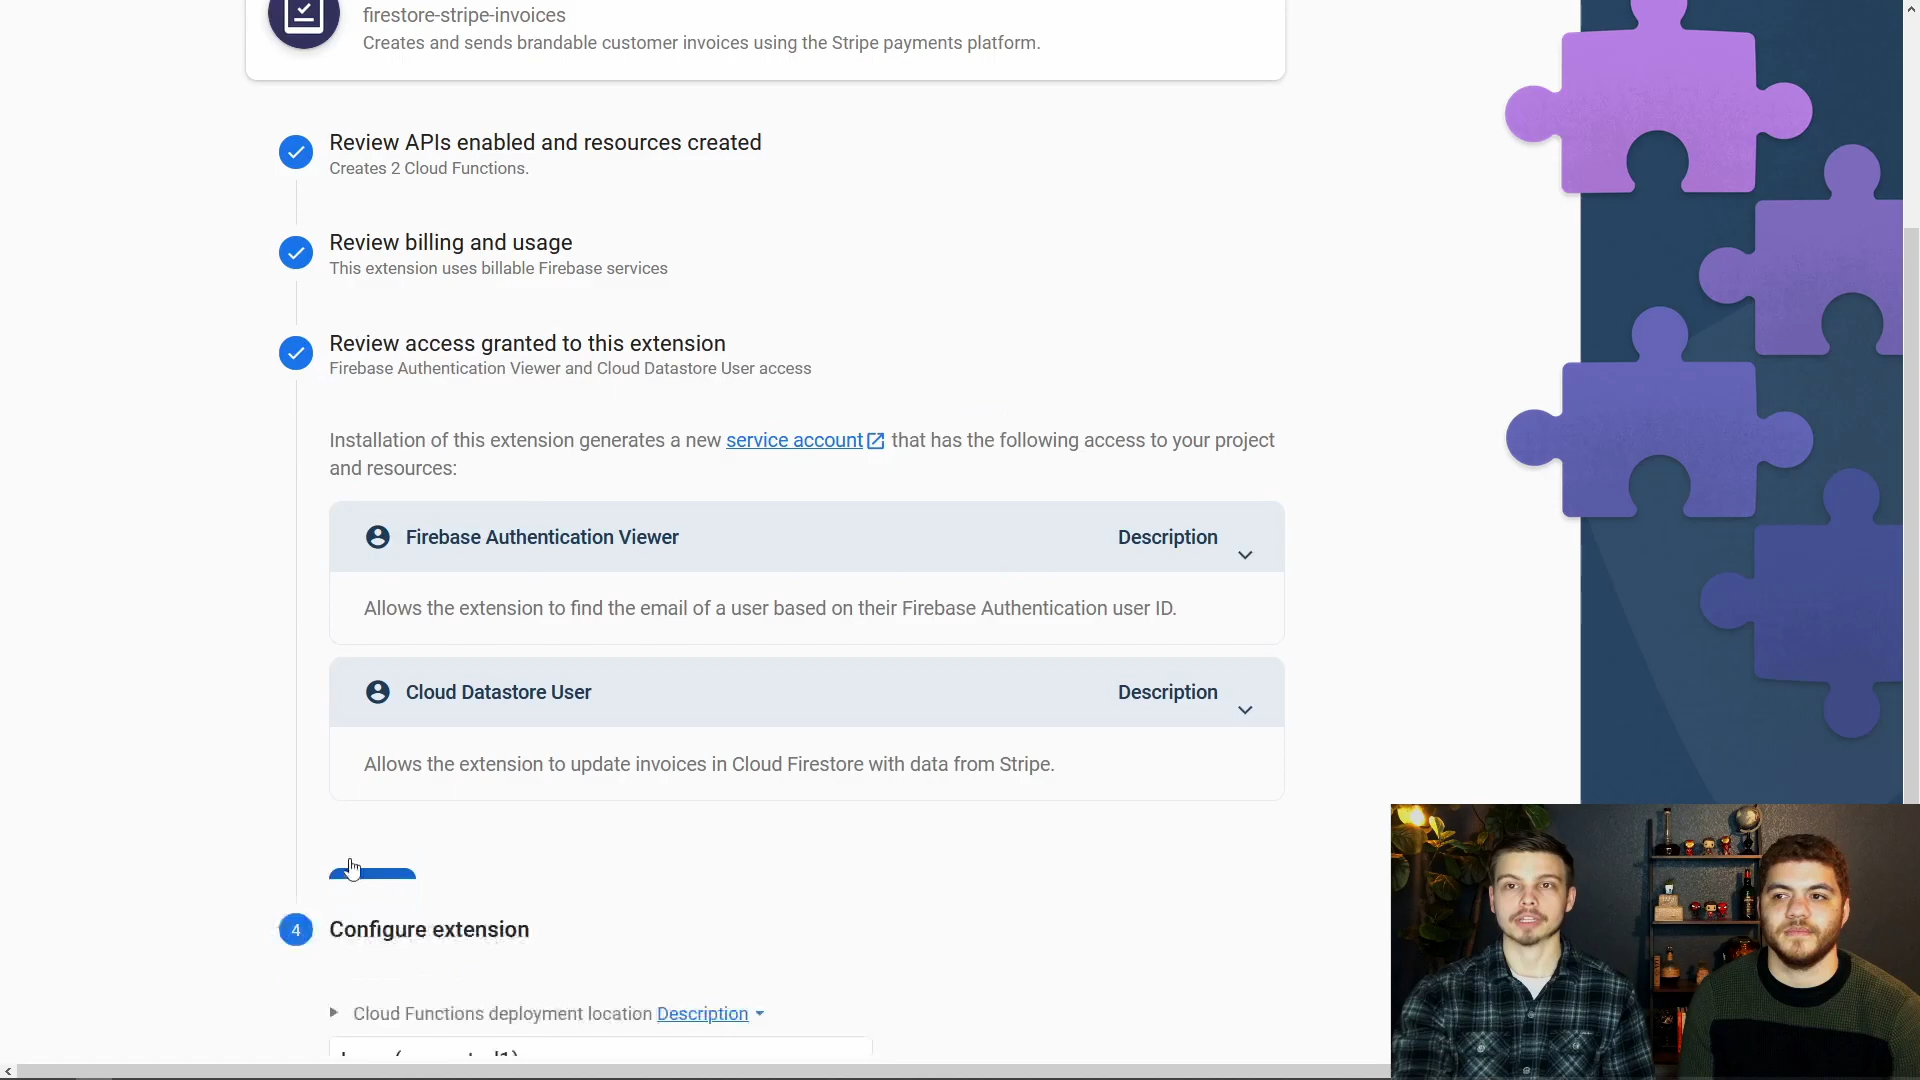 firestore-stripe-invoices
Creates and sends brandable customer invoices using the Stripe payments platform.
Review APIs enabled and resources created
Creates 2 Cloud Functions.
Review billing and usage
This extension uses billable Firebase services
Review access granted to this extension
Firebase Authentication Viewer and Cloud Datastore User access
Installation of this extension generates a new service account that has the following access to your project
and resources:
Firebase Authentication Viewer Description
Allows the extension to find the email of a user based on their Firebase Authentication user ID.
Cloud Datastore User Description
Allows the extension to update invoices in Cloud Firestore with data from Stripe.
4 Configure extension
Cloud Functions deployment location Description